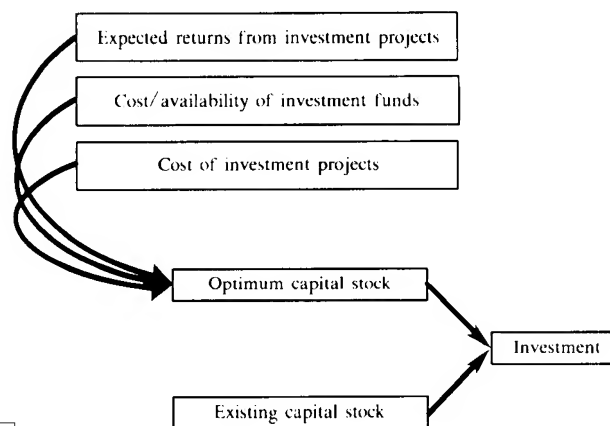 Expected returns from investment projects
Cost/availability of investment funds
Cost of investment projects
Optimum capital stock
Investment
Existing capital stock